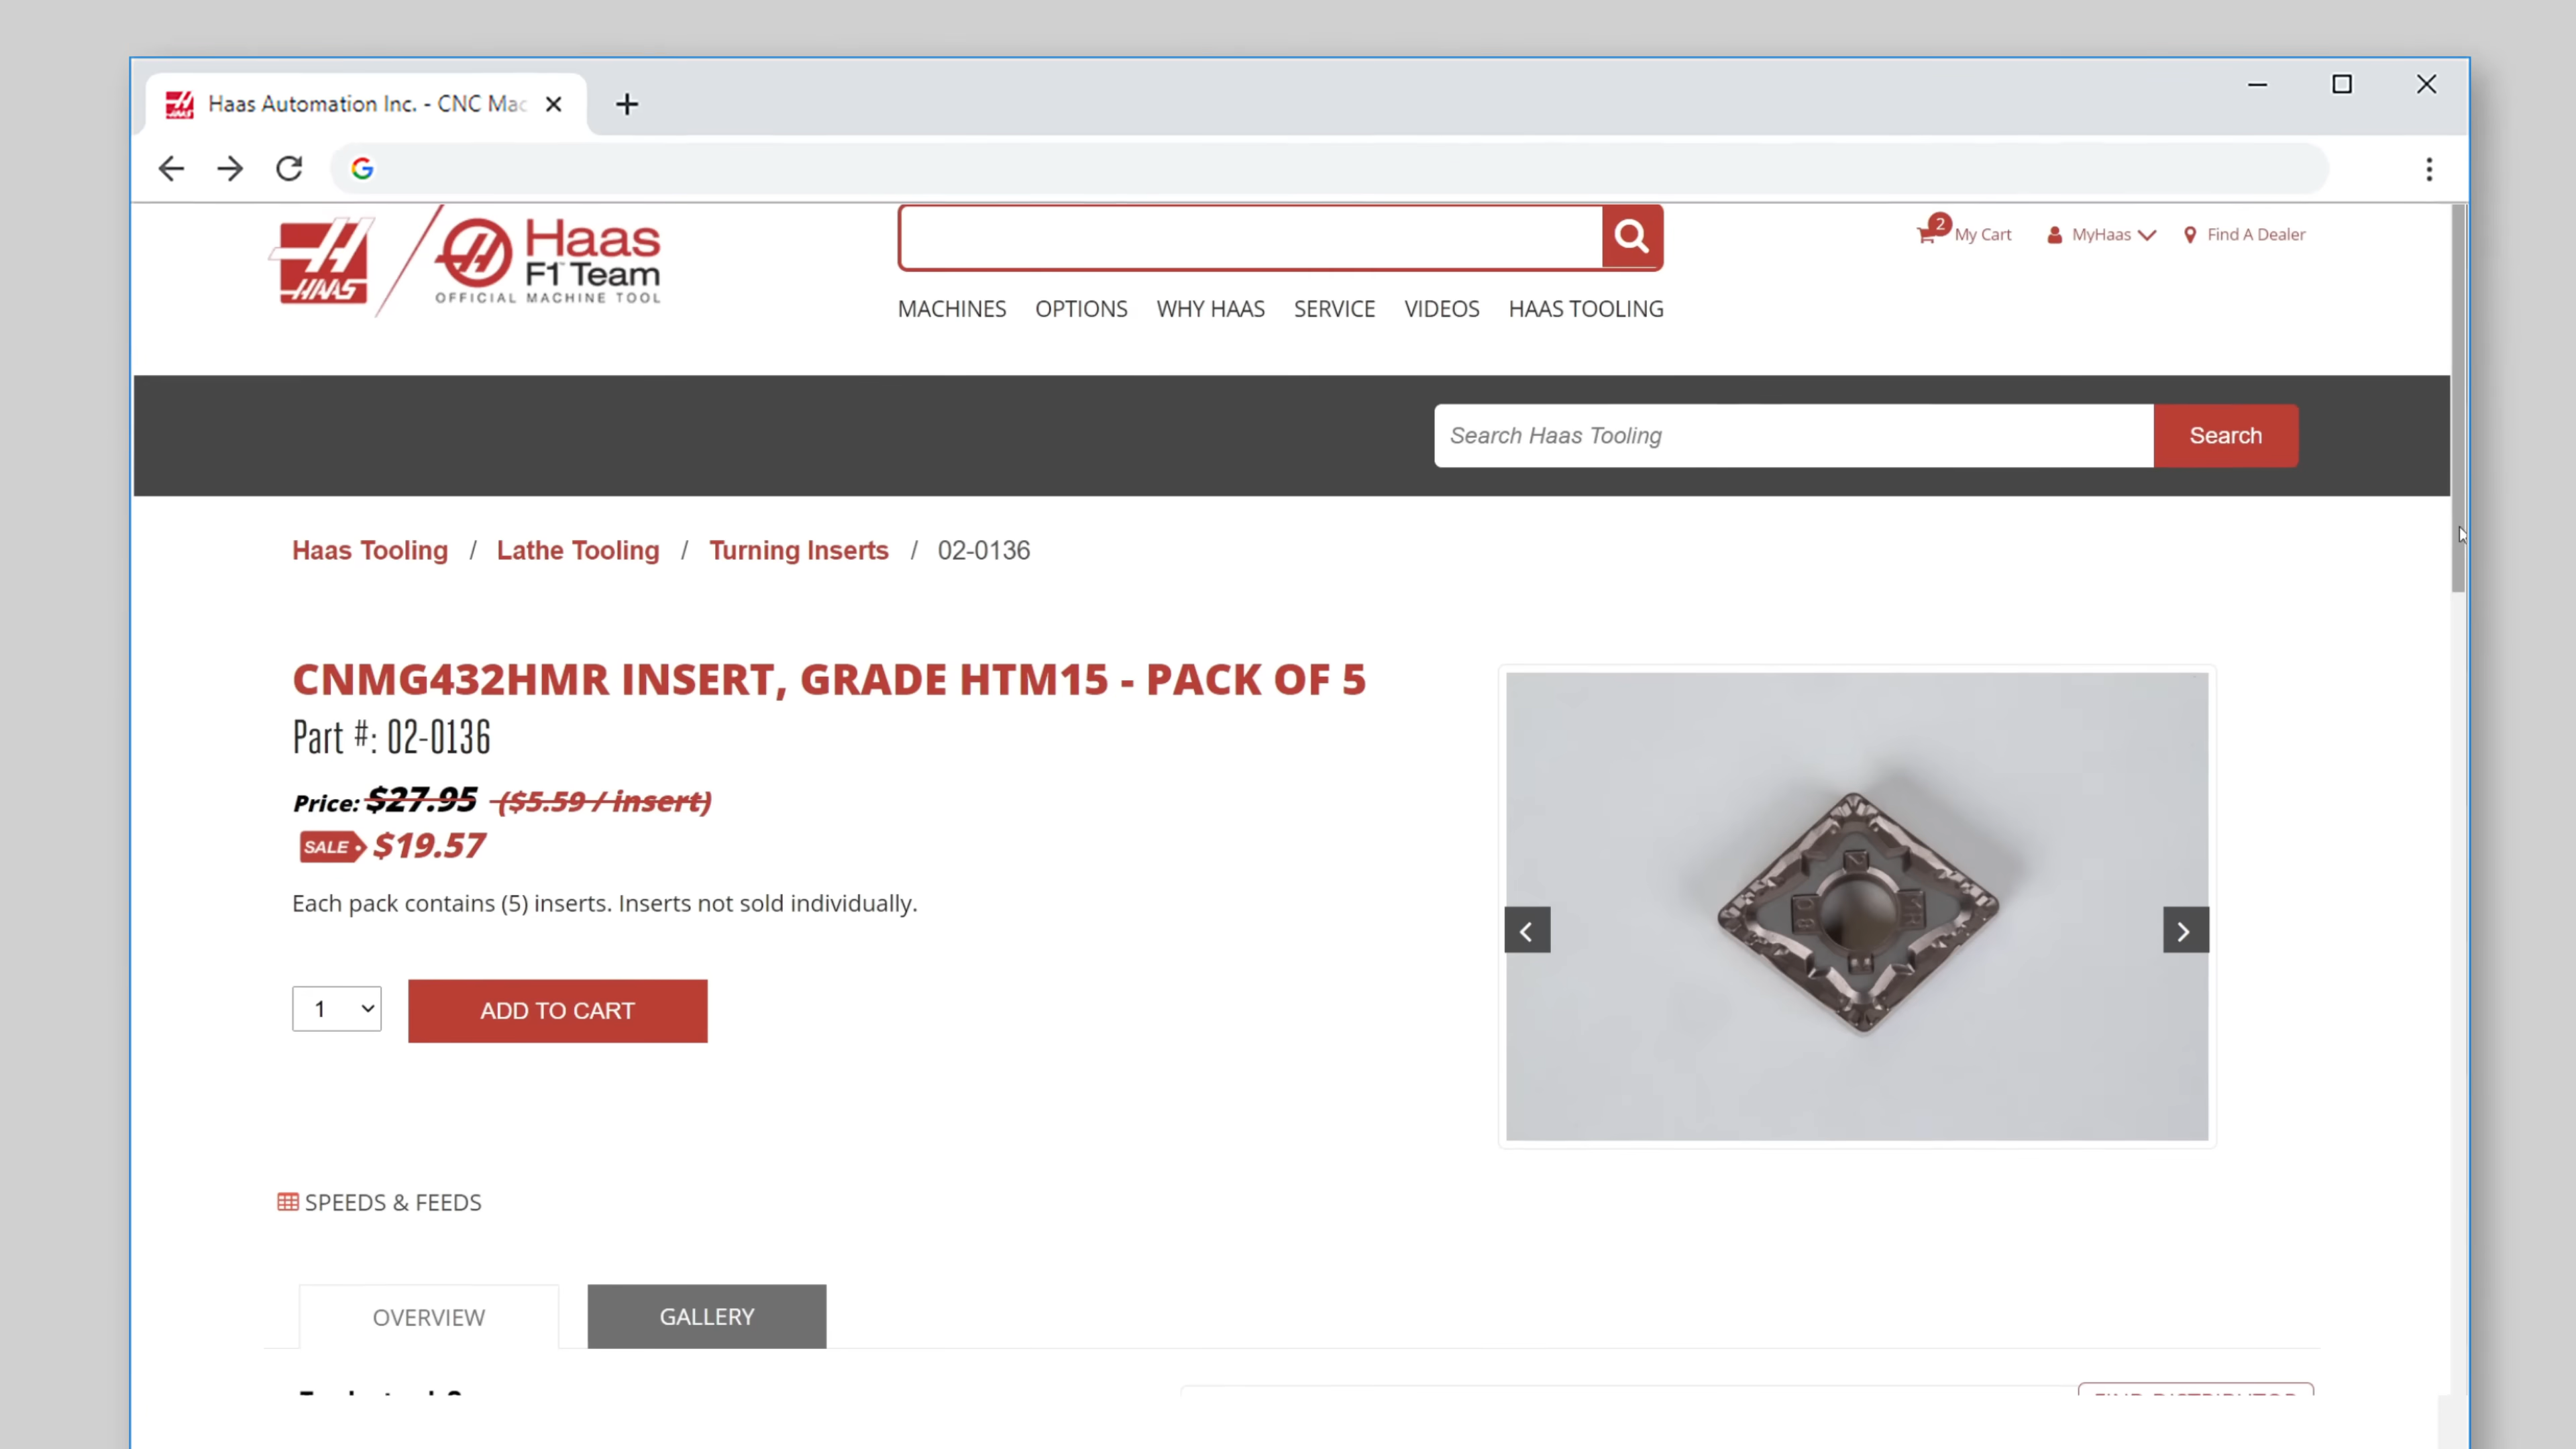 Haas Automation Inc. - CNC Mac
HAAS
Haas
F1 Team
OFFICIAL MACHINE TOOL
2
My Cart
MyHaas
Find A Dealer
MACHINES OPTIONS WHY HAAS SERVICE VIDEOS HAAS TOOLING
Search Haas Tooling
Search
Haas Tooling / Lathe Tooling / Turning Inserts / 02-0136
CNMG432HMR INSERT, GRADE HTM15 - PACK OF 5
Part #: 02-0136
Price: $27.95 ($5.59 / insert)
SALE $19.57
Each pack contains (5) inserts. Inserts not sold individually.
1
ADD TO CART
SPEEDS & FEEDS
OVERVIEW
GALLERY